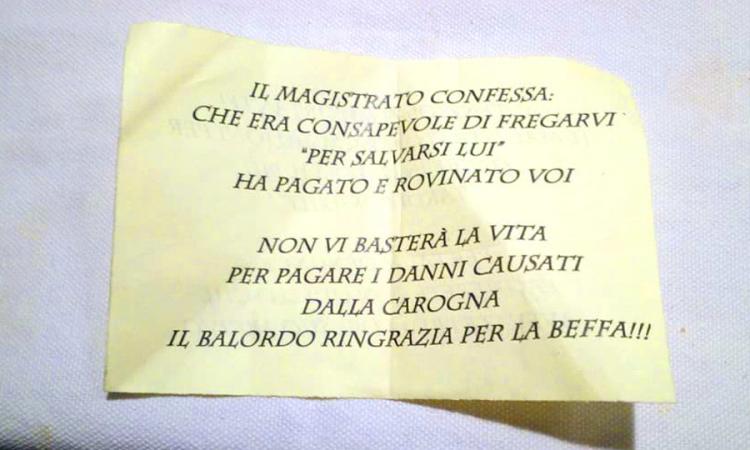 IL MAGISTRATO CONFESSA:
CHE ERA CONSAPEVOLE DI FREGARVI
"PER SALVARSI LUI"
HA PAGATO E ROVINATO VOI
NON VI BASTERÀ LA VITA
PER PAGARE I DANNI CAUSATI
DALLA CAROGNA
IL BALORDO RINGRAZIA PER LA BEFFA!!!